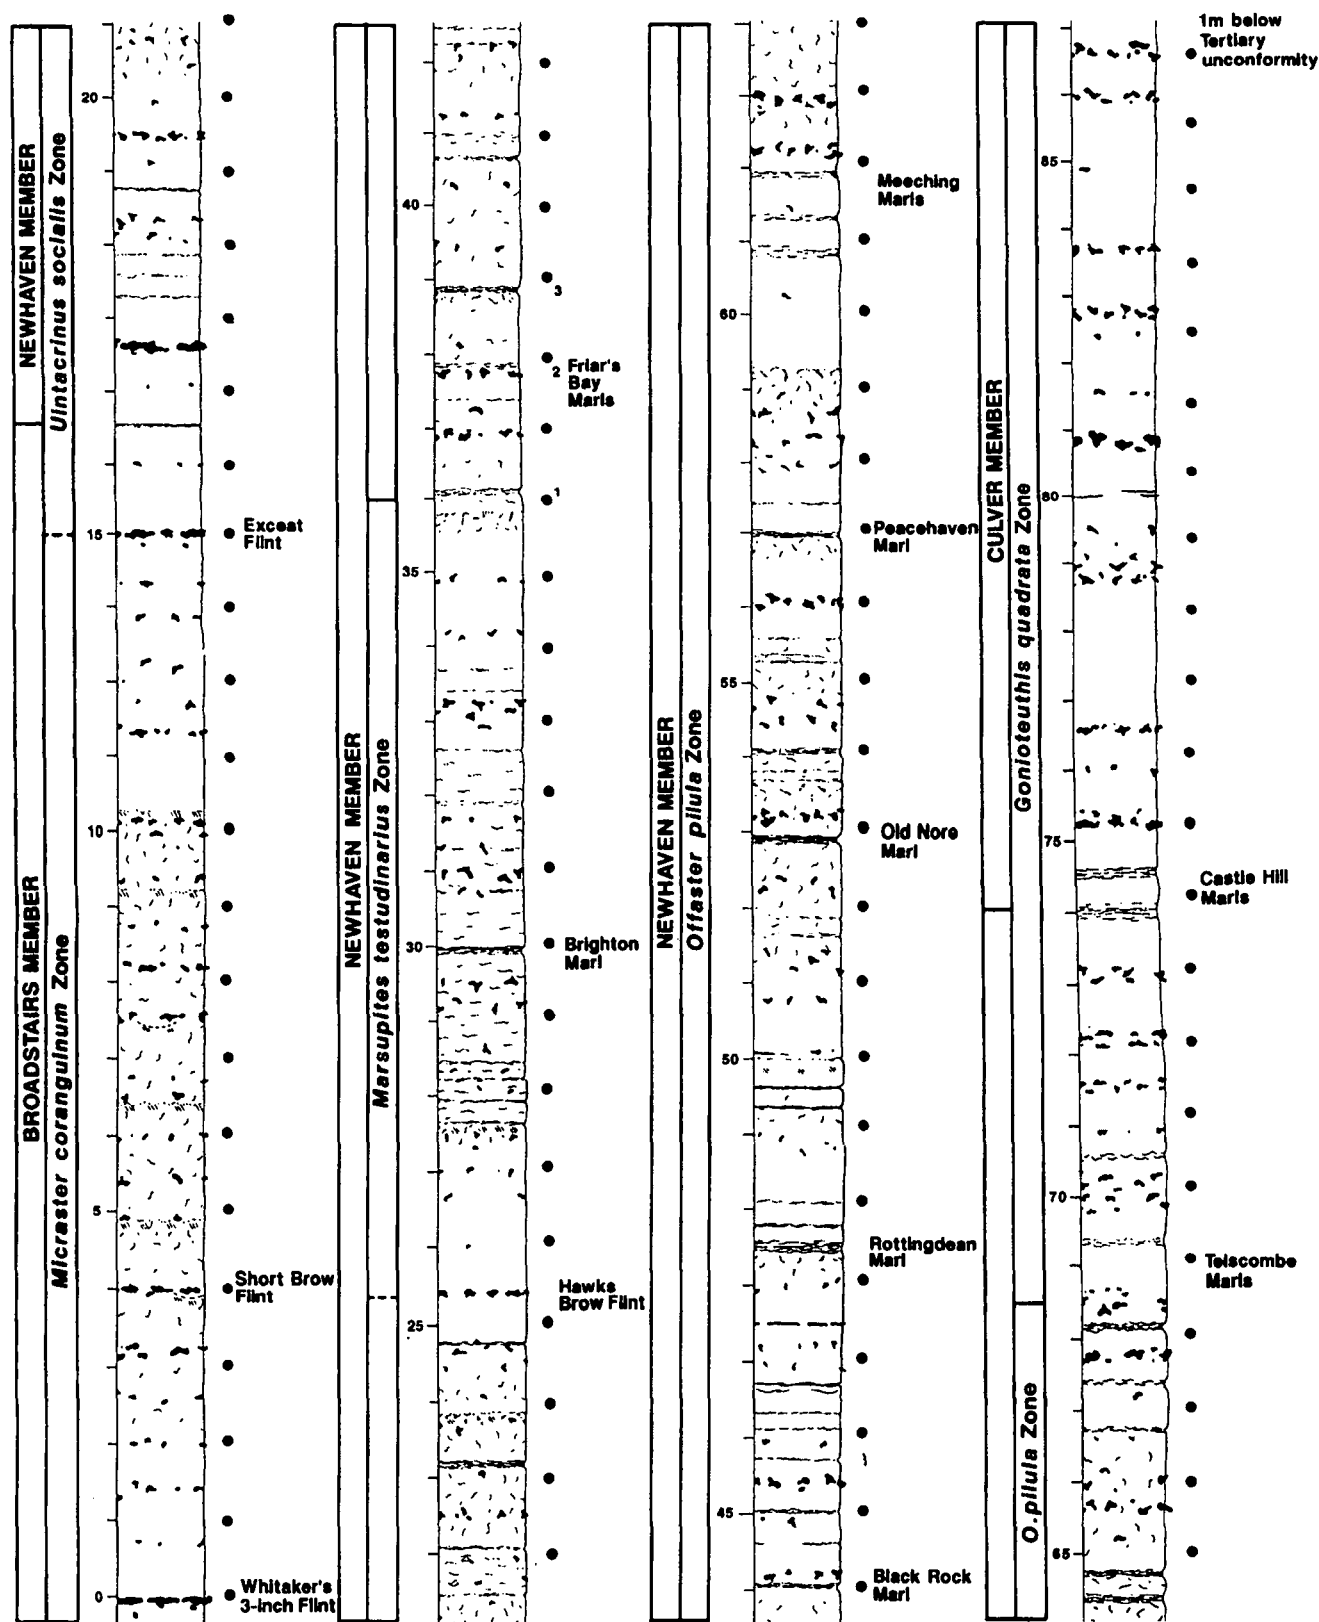 NEWHAVEN MEMBER
Uintacrinus socialis Zone
BROADSTAIRS MEMBER
Micraster coranguinum Zone
20
15
10
5
0
Exceat
Flint
Short Brow
Flint
Whitaker's
3-inch Flint
NEWHAVEN MEMBER
Marsupites testudinarius Zone
40
35
30
25
3
2
1
Friar's
Bay
Marls
Brighton
Marl
Hawks
Brow Flint
NEWHAVEN MEMBER
Offaster pilula Zone
60
55
50
45
Meeching
Marls
Peacehaven
Marl
Old Nore
Marl
Rottingdean
Marl
Black Rock
Marl
CULVER MEMBER
Gonioteuthis quadrata Zone
O.pilula Zone
85
80
75
70
65
1m below
Tertiary
unconformity
Castle Hill
Marls
Telscombe
Marls